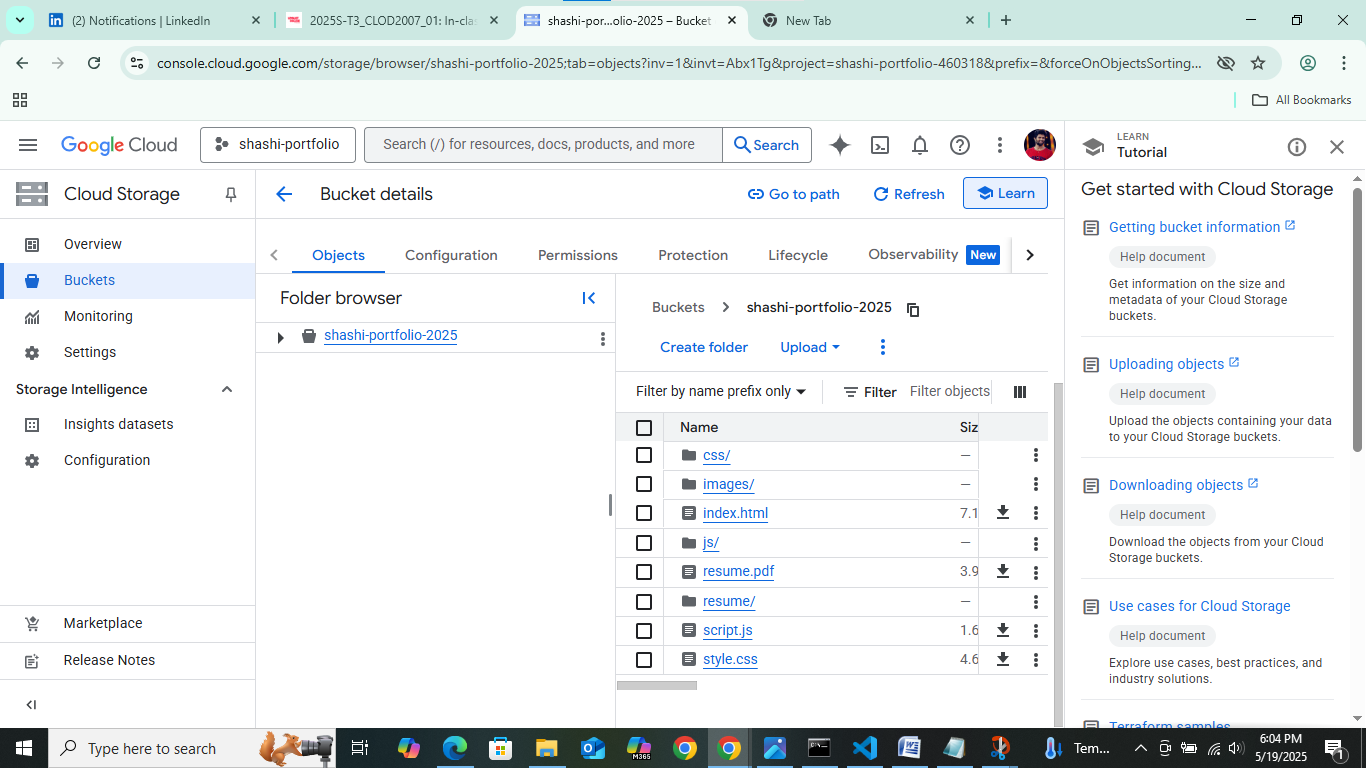 (2) Notifications | LinkedIn
2025S-T3_CLOD2007_01: In-clas
shashi-por...olio-2025 – Bucket
New Tab
console.cloud.google.com/storage/browser/shashi-portfolio-2025;tab=objects?inv=1&invt=Abx1Tg&project=shashi-portfolio-460318&prefix=&forceOnObjectsSorting...
All Bookmarks
Google Cloud
shashi-portfolio
Search (/) for resources, docs, products, and more
Search
LEARN
Tutorial
Cloud Storage
Bucket details
Go to path
Refresh
Learn
Get started with Cloud Storage
Overview
Buckets
Monitoring
Settings
Storage Intelligence
Insights datasets
Configuration
Marketplace
Release Notes
Objects
Configuration
Permissions
Protection
Lifecycle
Observability
New
Folder browser
shashi-portfolio-2025
Buckets
shashi-portfolio-2025
Create folder
Upload
Filter by name prefix only
Filter
Filter objects
Name
Siz
css/
—
images/
—
index.html
7.1
js/
—
resume.pdf
3.9
resume/
—
script.js
1.6
style.css
4.6
Getting bucket information
Help document
Get information on the size and
metadata of your Cloud Storage
buckets.
Uploading objects
Help document
Upload the objects containing your data
to your Cloud Storage buckets.
Downloading objects
Help document
Download the objects from your Cloud
Storage buckets.
Use cases for Cloud Storage
Help document
Explore use cases, best practices, and
industry solutions.
Terraform samples
Type here to search
M365
Tem...
6:04 PM
5/19/2025
1